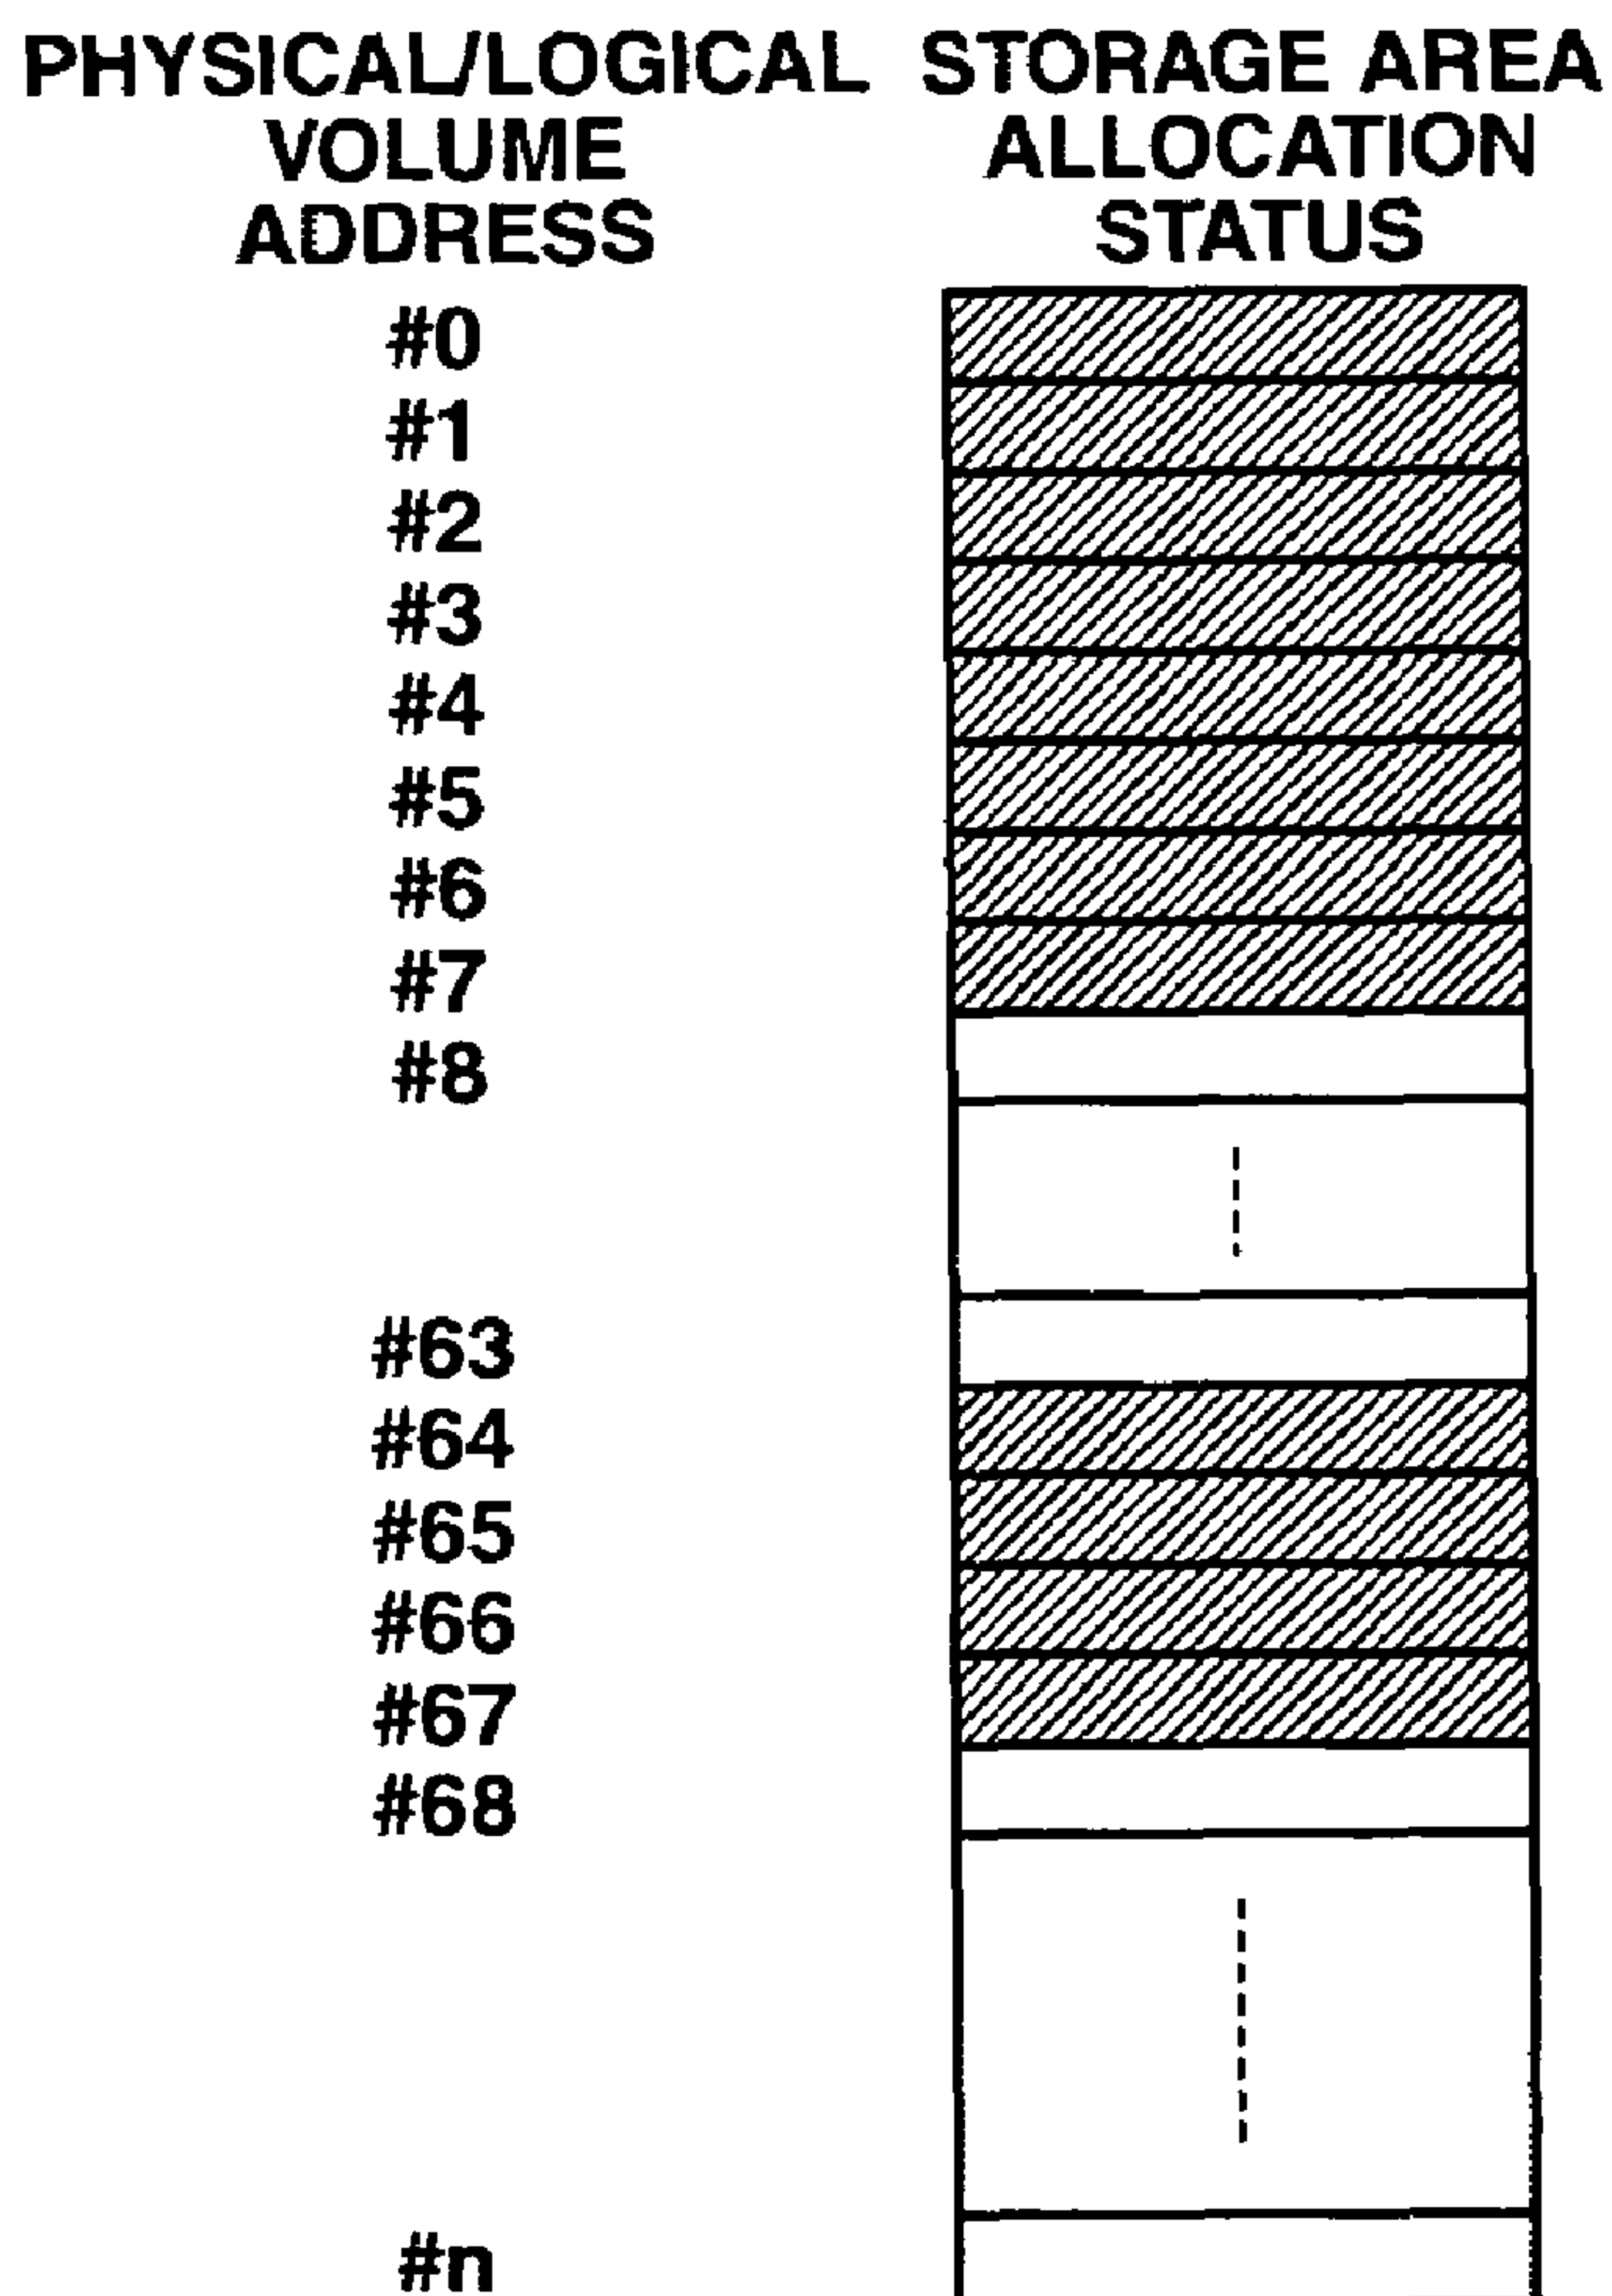 PHYSICAL/LOGICAL
VOLUME
ADDRESS
STORAGE AREA
ALLOCATION
STATUS
#0
#1
#2
#3
#4
#5
#6
#7
#8
#63
#64
#65
#66
#67
#68
#n